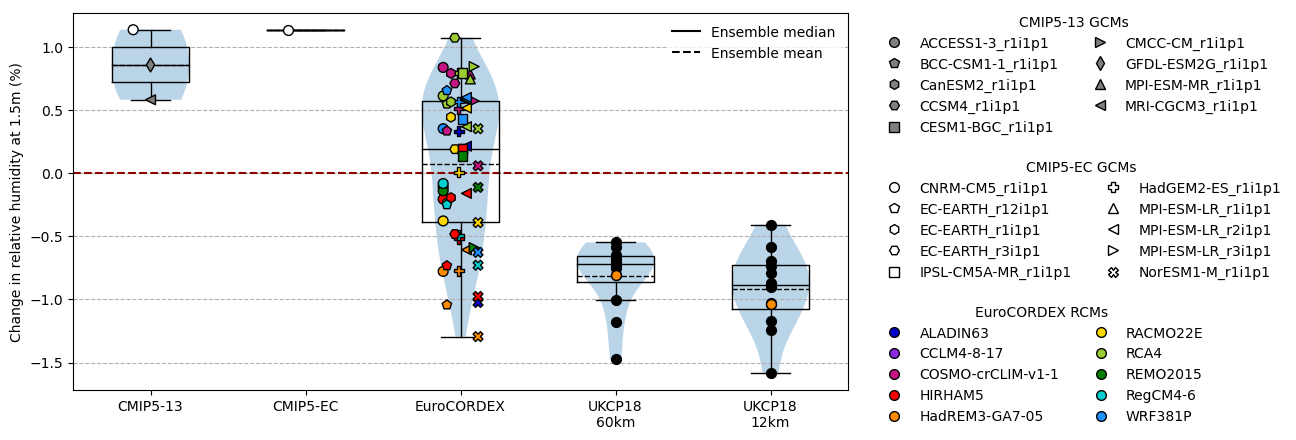 Change in relative humidity at 1.5m (%)
1.0
0.5
0.0
−0.5
−1.0
−1.5
CMIP5-13
CMIP5-EC
EuroCORDEX
UKCP18
60km
UKCP18
12km
Ensemble median
Ensemble mean
CMIP5-13 GCMs
ACCESS1-3_r1i1p1
BCC-CSM1-1_r1i1p1
CanESM2_r1i1p1
CCSM4_r1i1p1
CESM1-BGC_r1i1p1
CMCC-CM_r1i1p1
GFDL-ESM2G_r1i1p1
MPI-ESM-MR_r1i1p1
MRI-CGCM3_r1i1p1
CMIP5-EC GCMs
CNRM-CM5_r1i1p1
EC-EARTH_r12i1p1
EC-EARTH_r1i1p1
EC-EARTH_r3i1p1
IPSL-CM5A-MR_r1i1p1
HadGEM2-ES_r1i1p1
MPI-ESM-LR_r1i1p1
MPI-ESM-LR_r2i1p1
MPI-ESM-LR_r3i1p1
NorESM1-M_r1i1p1
EuroCORDEX RCMs
ALADIN63
CCLM4-8-17
COSMO-crCLIM-v1-1
HIRHAM5
HadREM3-GA7-05
RACMO22E
RCA4
REMO2015
RegCM4-6
WRF381P